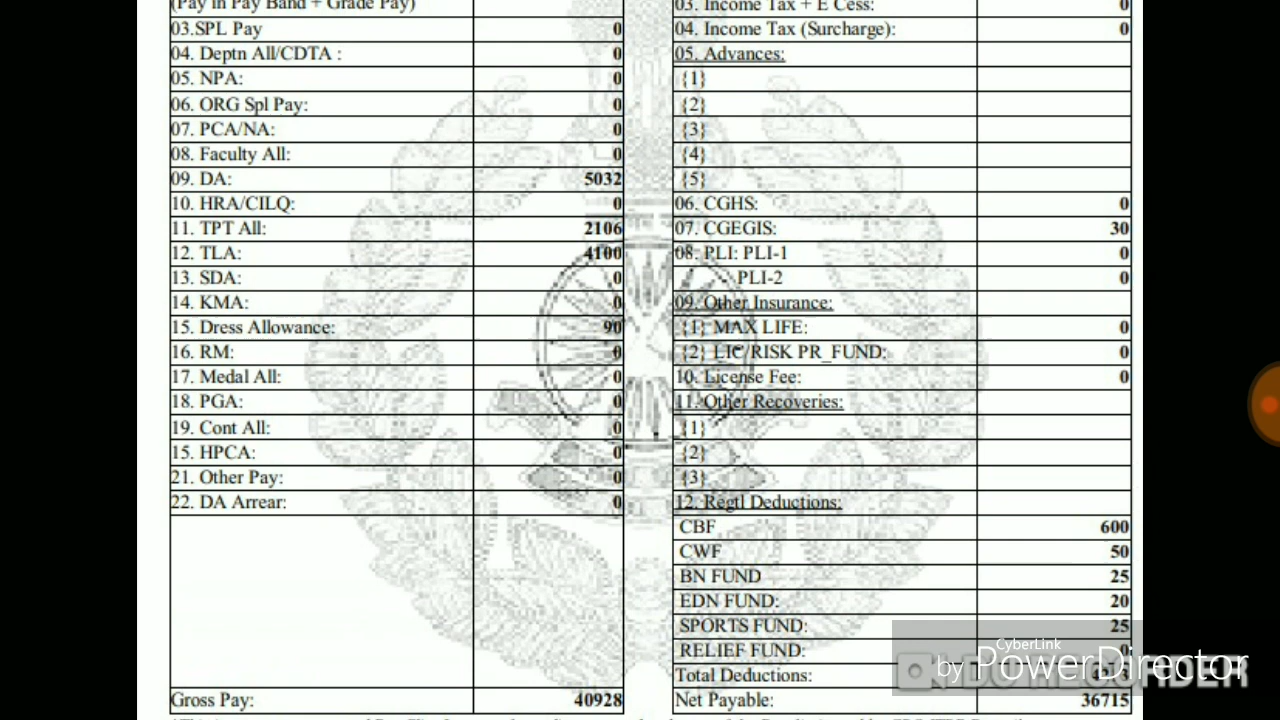 (Pay in Pay Band + Grade Pay)
03.SPL Pay 0
04. Deptn All/CDTA : 0
05. NPA: 0
06. ORG Spl Pay: 0
07. PCA/NA: 0
08. Faculty All: 0
09. DA: 5032
10. HRA/CILQ: 0
11. TPT All: 2106
12. TLA: 4100
13. SDA: 0
14. KMA: 0
15. Dress Allowance: 90
16. RM: 0
17. Medal All: 0
18. PGA: 0
19. Cont All: 0
15. HPCA: 0
21. Other Pay: 0
22. DA Arrear: 0
Gross Pay: 40928
03. Income Tax + E Cess: 0
04. Income Tax (Surcharge): 0
05. Advances:
{1}
{2}
{3}
{4}
{5}
06. CGHS: 0
07. CGEGIS: 30
08. PLI: PLI-1 0
PLI-2 0
09. Other Insurance:
{1} MAX LIFE: 0
{2} LIC/RISK PR_FUND: 0
10. License Fee: 0
11. Other Recoveries:
{1}
{2}
{3}
12. Regtl Deductions:
CBF 600
CWF 50
BN FUND 25
EDN FUND: 20
SPORTS FUND: 25
RELIEF FUND: 0
Total Deductions:
Net Payable: 36715
CyberLink
by PowerDirector